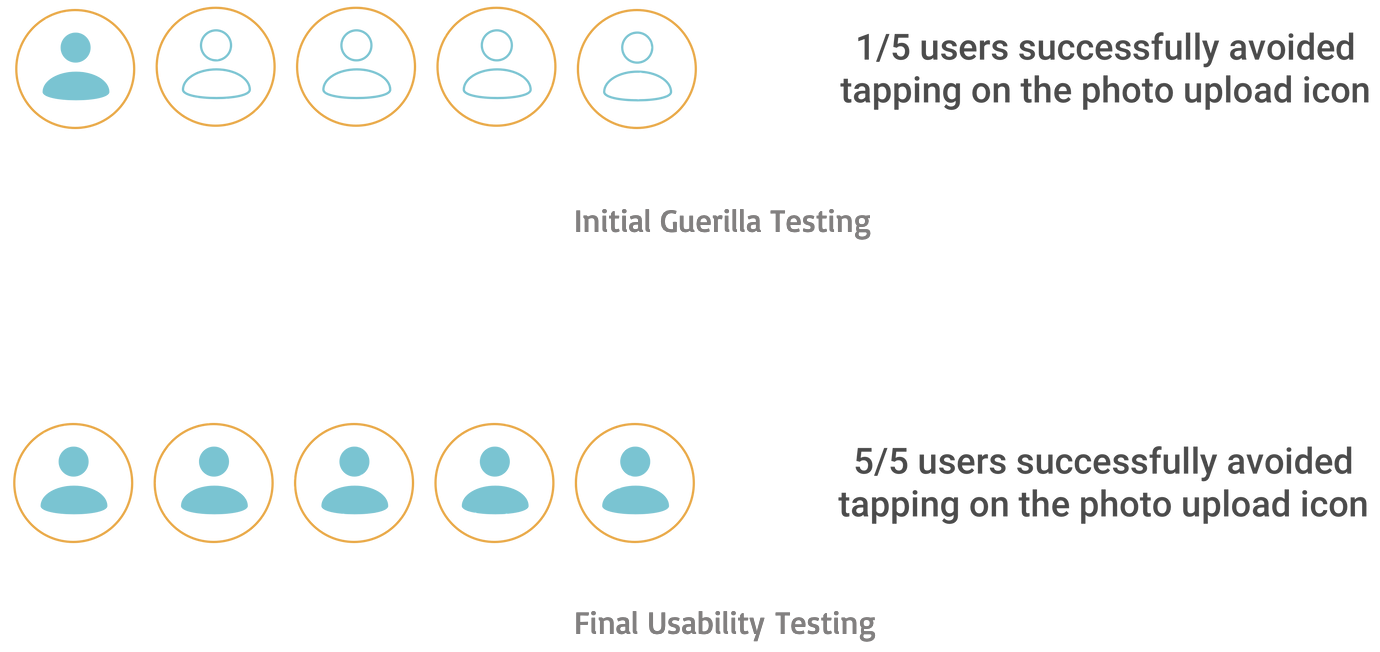 1/5 users successfully avoided
tapping on the photo upload icon
Initial Guerilla Testing
5/5 users successfully avoided
tapping on the photo upload icon
Final Usability Testing